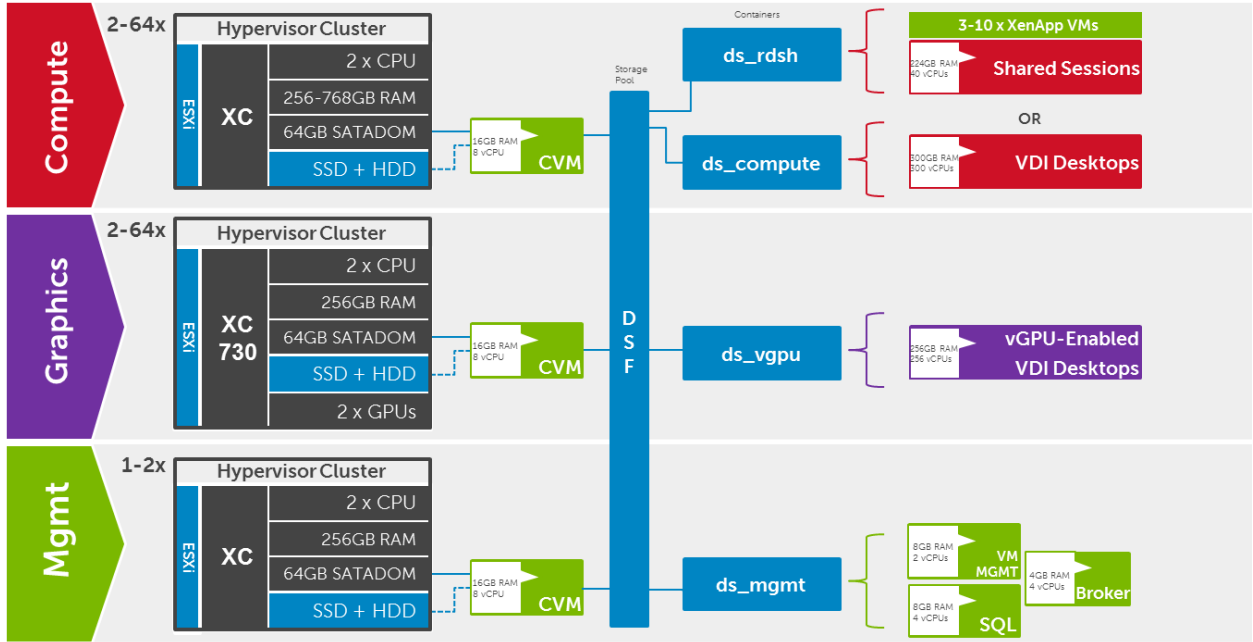 Compute
2-64x
Hypervisor Cluster
ESXi
XC
2 x CPU
256-768GB RAM
64GB SATADOM
SSD + HDD
16GB RAM
8 vCPU
CVM
Storage
Pool
Containers
ds_rdsh
ds_compute
3-10 x XenApp VMs
224GB RAM
40 vCPUs
Shared Sessions
OR
300GB RAM
300 vCPUs
VDI Desktops
Graphics
2-64x
Hypervisor Cluster
ESXi
XC
730
2 x CPU
256GB RAM
64GB SATADOM
SSD + HDD
2 x GPUs
16GB RAM
8 vCPU
CVM
D
S
F
ds_vgpu
256GB RAM
256 vCPUs
vGPU-Enabled
VDI Desktops
Mgmt
1-2x
Hypervisor Cluster
ESXi
XC
2 x CPU
256GB RAM
64GB SATADOM
SSD + HDD
16GB RAM
8 vCPU
CVM
ds_mgmt
8GB RAM
2 vCPUs
VM
MGMT
4GB RAM
4 vCPUs
Broker
8GB RAM
4 vCPUs
SQL